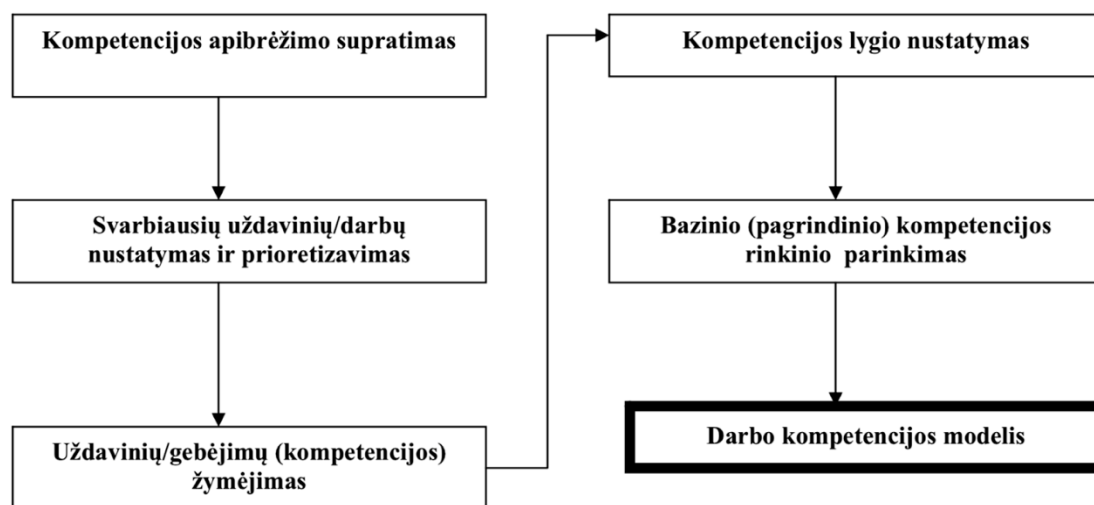 Kompetencijos apibrėžimo supratimas
Svarbiausių uždavinių/darbų
nustatymas ir prioretizavimas
Uždavinių/gebėjimų (kompetencijos)
žymėjimas
Kompetencijos lygio nustatymas
Bazinio (pagrindinio) kompetencijos
rinkinio parinkimas
Darbo kompetencijos modelis